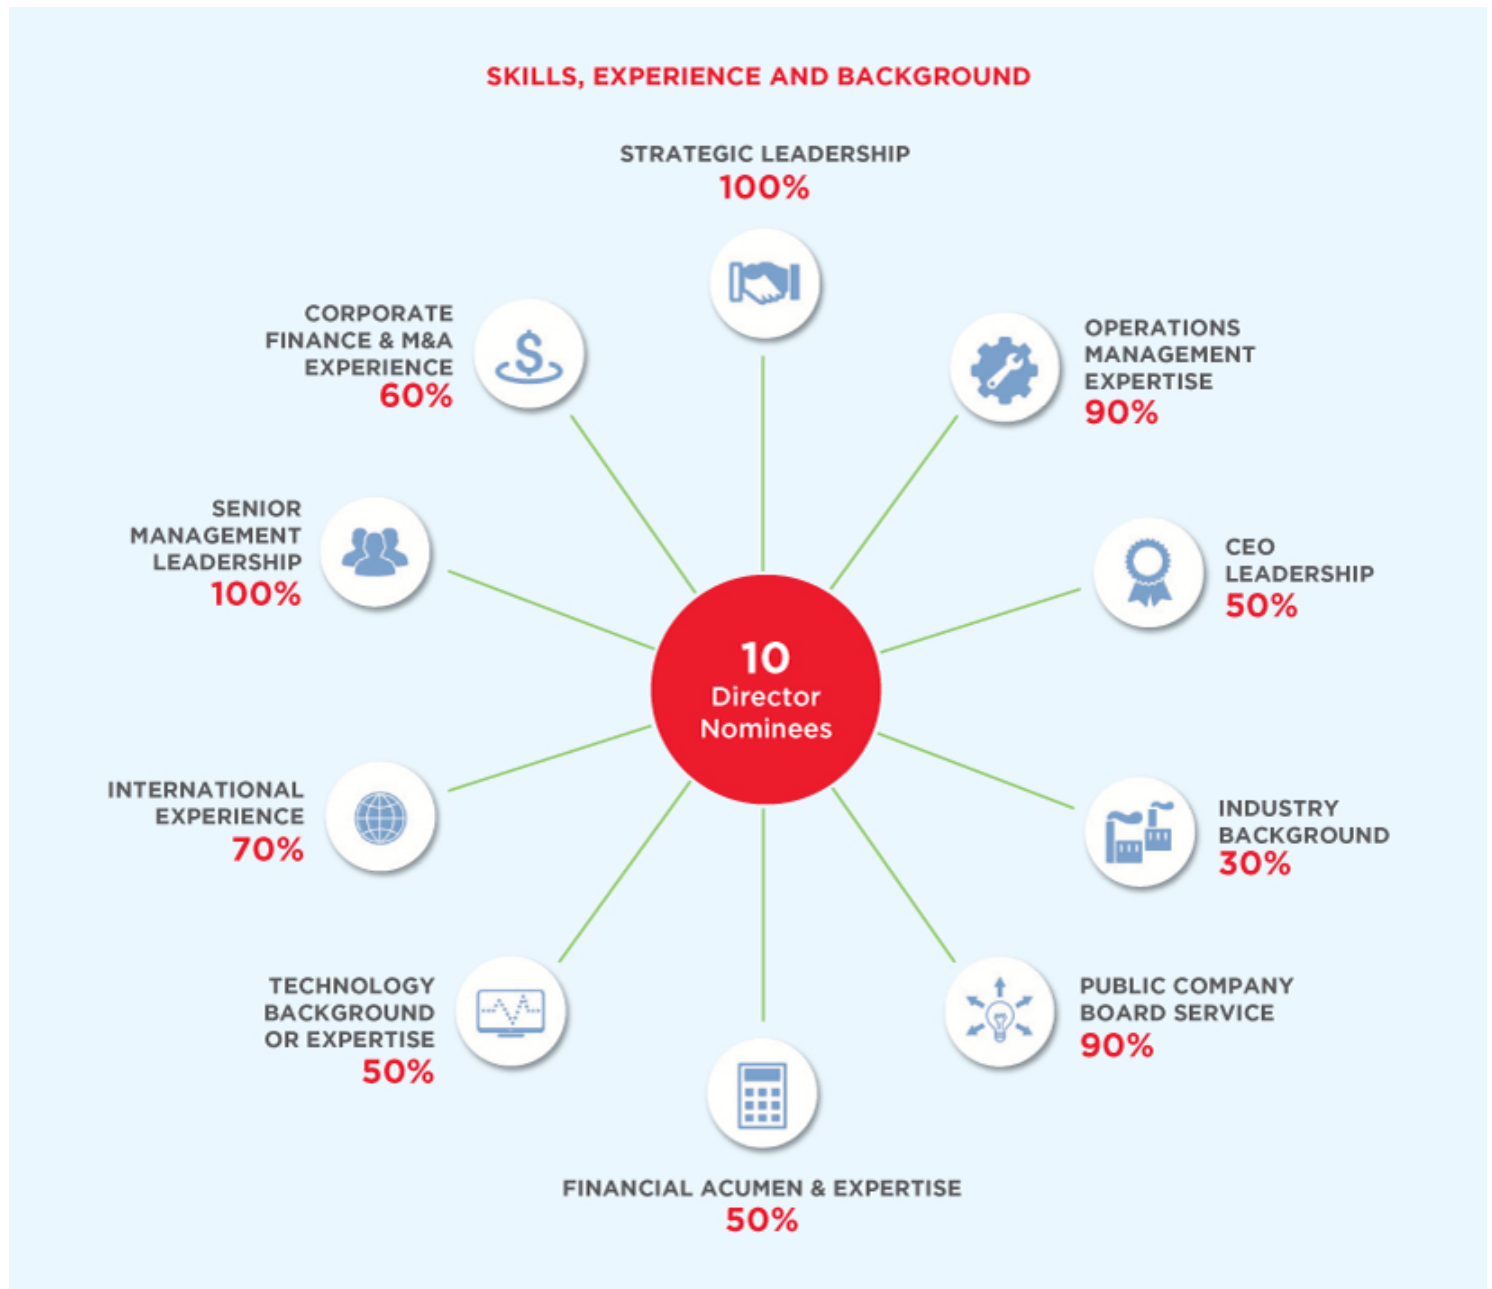 SKILLS, EXPERIENCE AND BACKGROUND
STRATEGIC LEADERSHIP
100%
CORPORATE
FINANCE & M&A
EXPERIENCE
60%
OPERATIONS
MANAGEMENT
EXPERTISE
90%
SENIOR
MANAGEMENT
LEADERSHIP
100%
CEO
LEADERSHIP
50%
10
Director
Nominees
INTERNATIONAL
EXPERIENCE
70%
INDUSTRY
BACKGROUND
30%
TECHNOLOGY
BACKGROUND
OR EXPERTISE
50%
PUBLIC COMPANY
BOARD SERVICE
90%
FINANCIAL ACUMEN & EXPERTISE
50%